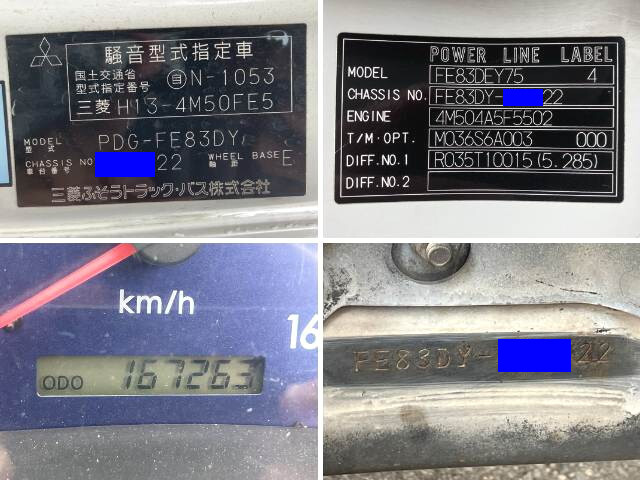 騒音型式指定車
国土交通省
型式指定番号 自N-1053
三菱 H13-4M50FE5
MODEL
型式 PDG-FE83DY
CHASSIS NO
車台番号 22 WHEEL BASE
軸距 E
三菱ふそうトラック・バス株式会社
POWER LINE LABEL
MODEL FE83DEY75 4
CHASSIS NO. FE83DY- 22
ENGINE 4M504A5F5502
T/M·OPT. M036S6A003 000
DIFF.NO.1 R035T10015(5.285)
DIFF.NO.2
km/h
16
ODO 167263
FE83DY- 22